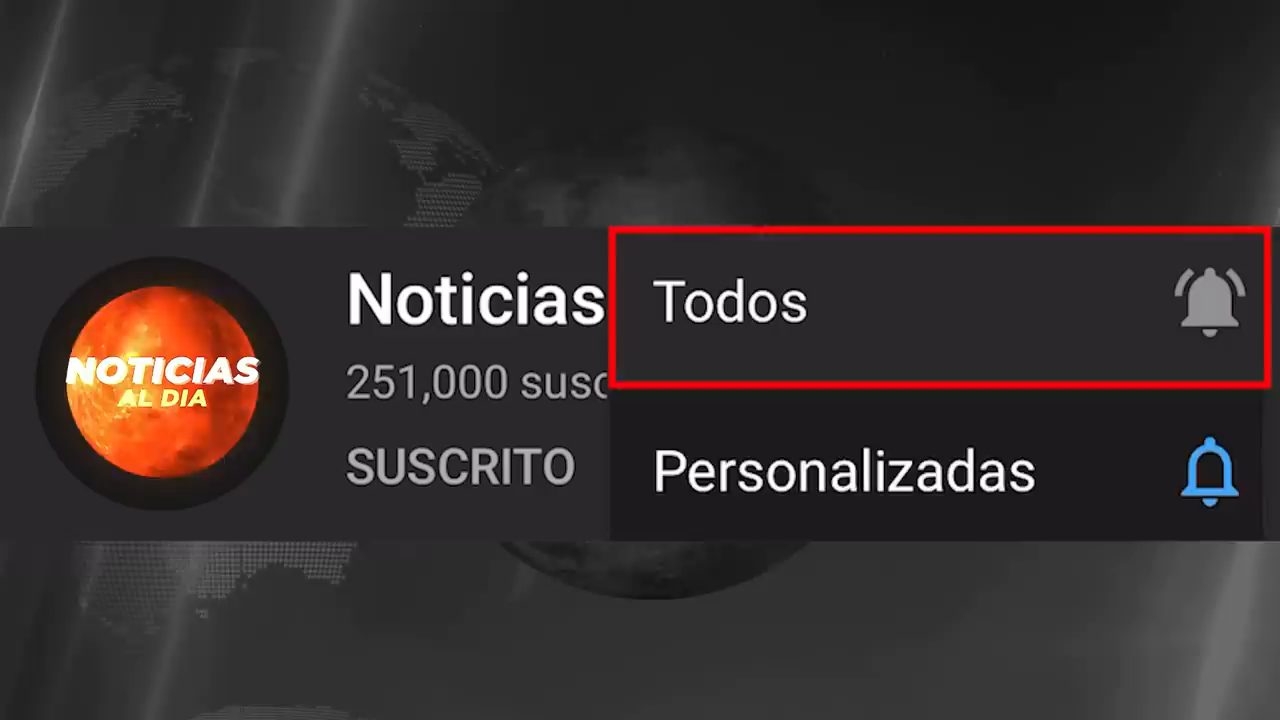 NOTICIAS
AL DIA
Noticias
251,000 susc
SUSCRITO
Todos
Personalizadas